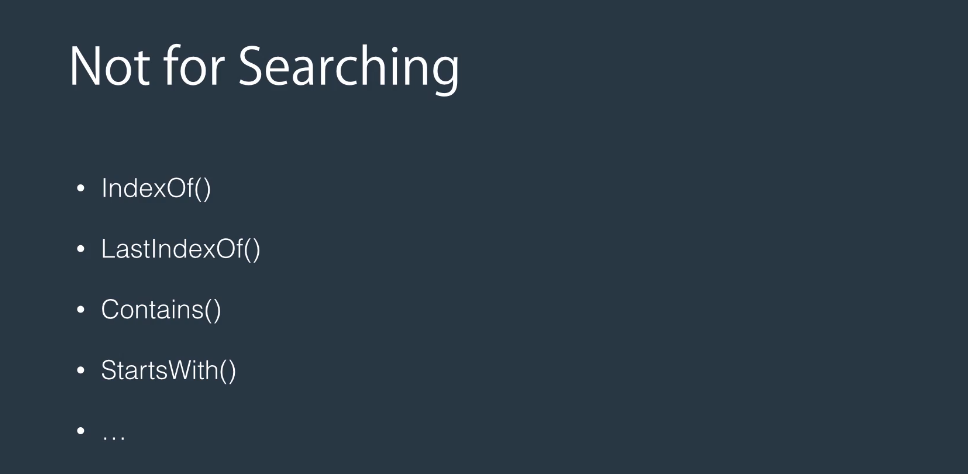 Not for Searching
• IndexOf()
• LastIndexOf()
• Contains()
• StartsWith()
• ...